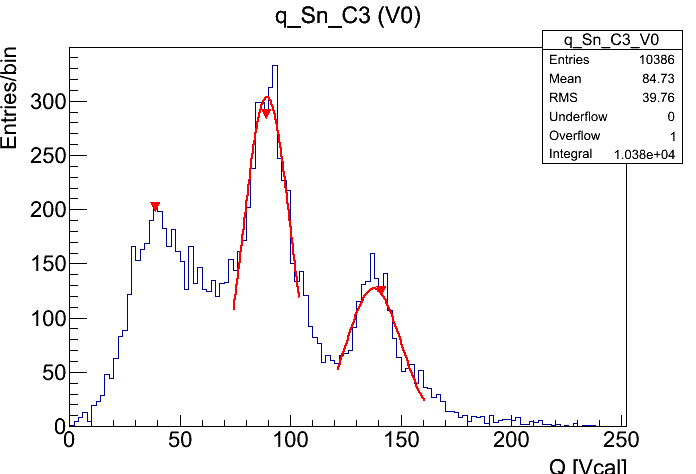 q_Sn_C3 (V0)
q_Sn_C3_V0
Entries 10386
Mean 84.73
RMS 39.76
Underflow 0
Overflow 1
Integral 1.038e+04
Entries/bin
300
250
200
150
100
50
0
0 50 100 150 200 250
Q [Vcal]